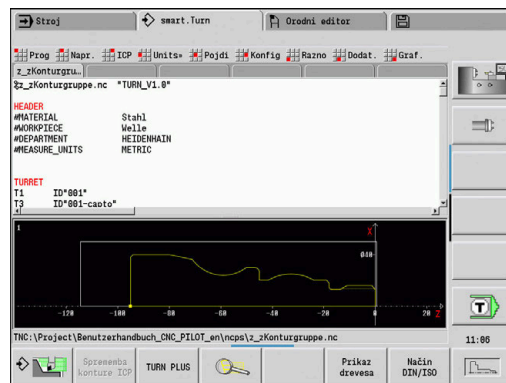 Stroj smart.Turn Orodni editor
Prog Napr. ICP Units» Pojdi Konfig Razno Dodat. Graf.
z_zKonturgru…
%z_zKonturgruppe.nc "TURN_V1.0"
HEADER
#MATERIAL Stahl
#WORKPIECE Welle
#DEPARTMENT HEIDENHAIN
#MEASURE_UNITS METRIC
TURRET
T1 ID"001"
T3 ID"001-capto"
1
X
Ø40
-120 -100 -80 -60 -40 -20 0 20 Z
TNC:\Project\Benutzerhandbuch_CNC_PILOT_en\ncps\z_zKonturgruppe.nc
T
11:06
Sprememba konture ICP
TURN PLUS
Prikaz drevesa
Način DIN/ISO